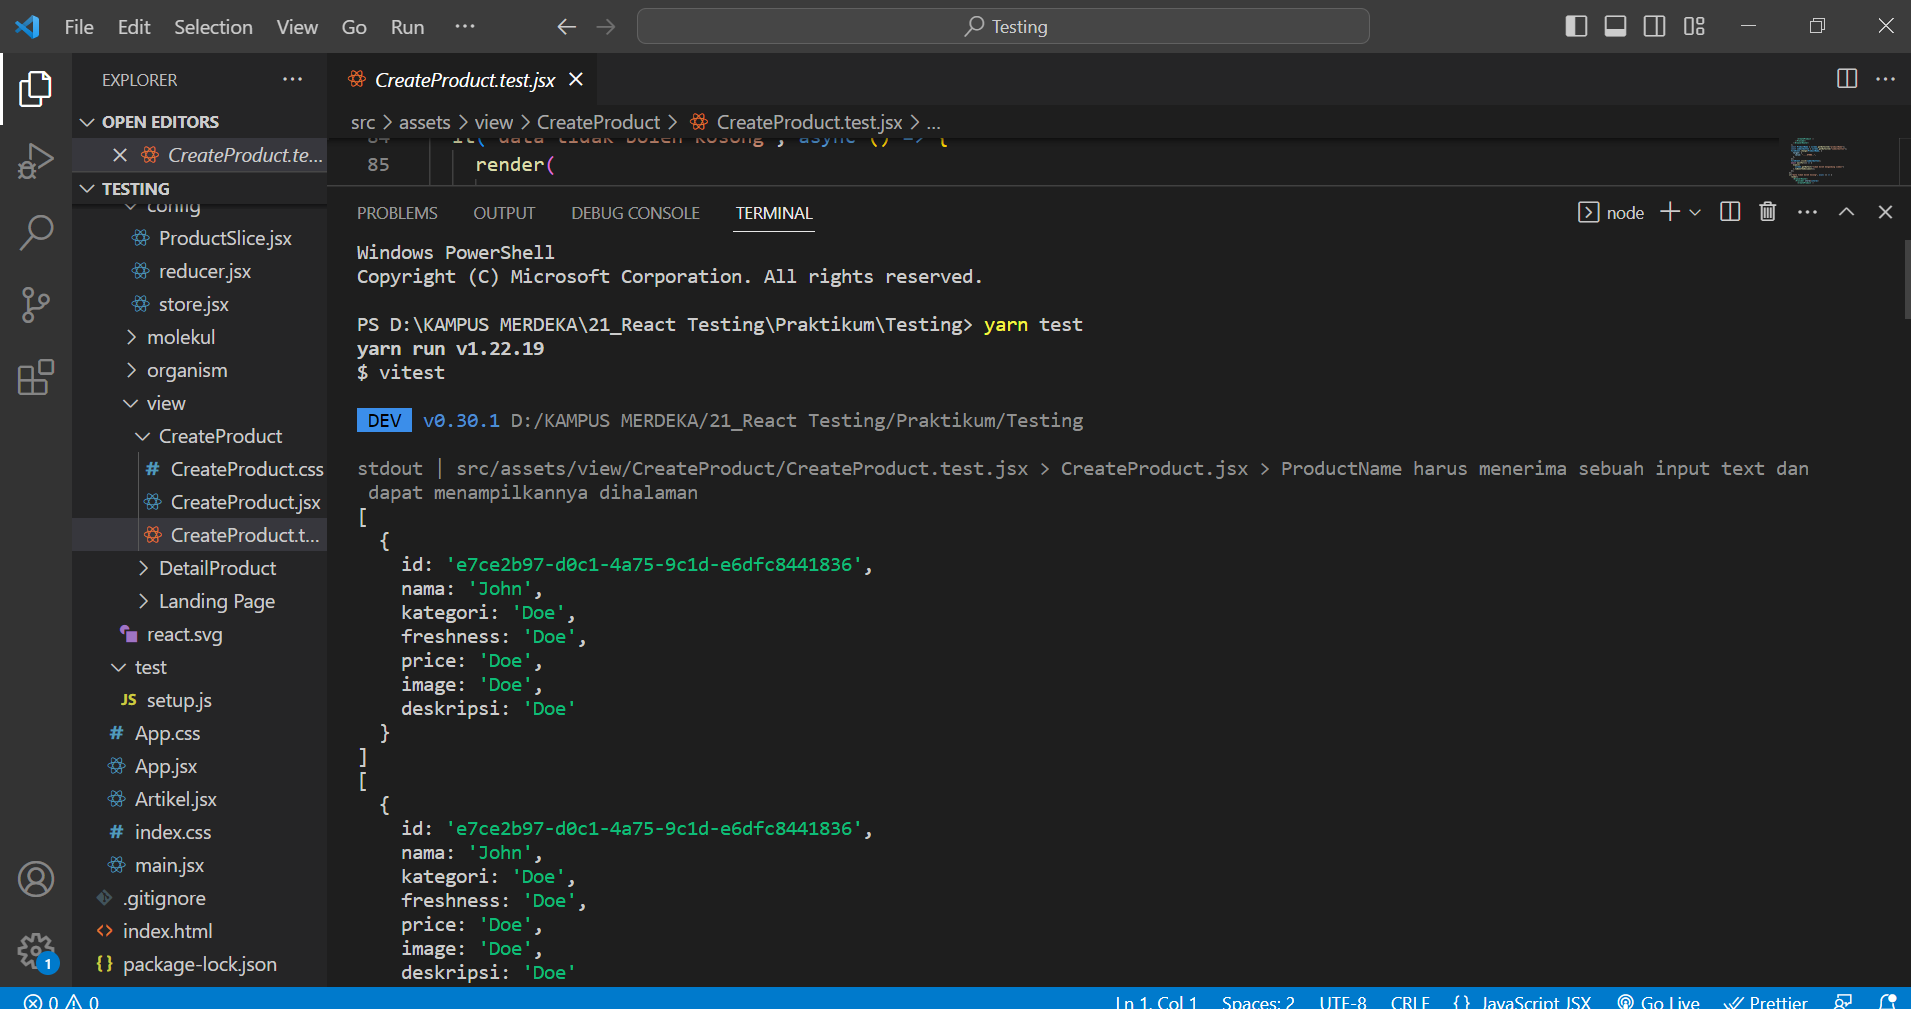 File Edit Selection View Go Run ···
Testing
EXPLORER ···
OPEN EDITORS
CreateProduct.te...
TESTING
config
ProductSlice.jsx
reducer.jsx
store.jsx
molekul
organism
view
CreateProduct
# CreateProduct.css
CreateProduct.jsx
CreateProduct.t...
DetailProduct
Landing Page
react.svg
test
JS setup.js
# App.css
App.jsx
Artikel.jsx
# index.css
main.jsx
.gitignore
<> index.html
{} package-lock.json
1
CreateProduct.test.jsx
src > assets > view > CreateProduct > CreateProduct.test.jsx > ...
84 it("data tidak boleh kosong", async () => {
85 render(
PROBLEMS OUTPUT DEBUG CONSOLE TERMINAL
node
Windows PowerShell
Copyright (C) Microsoft Corporation. All rights reserved.
PS D:\KAMPUS MERDEKA\21_React Testing\Praktikum\Testing> yarn test
yarn run v1.22.19
$ vitest
DEV v0.30.1 D:/KAMPUS MERDEKA/21_React Testing/Praktikum/Testing
stdout | src/assets/view/CreateProduct/CreateProduct.test.jsx > CreateProduct.jsx > ProductName harus menerima sebuah input text dan
dapat menampilkannya dihalaman
[
{
id: 'e7ce2b97-d0c1-4a75-9c1d-e6dfc8441836',
nama: 'John',
kategori: 'Doe',
freshness: 'Doe',
price: 'Doe',
image: 'Doe',
deskripsi: 'Doe'
}
]
[
{
id: 'e7ce2b97-d0c1-4a75-9c1d-e6dfc8441836',
nama: 'John',
kategori: 'Doe',
freshness: 'Doe',
price: 'Doe',
image: 'Doe',
deskripsi: 'Doe'
0 0
Ln 1, Col 1 Spaces: 2 UTF-8 CRLF {} JavaScript JSX Go Live Prettier